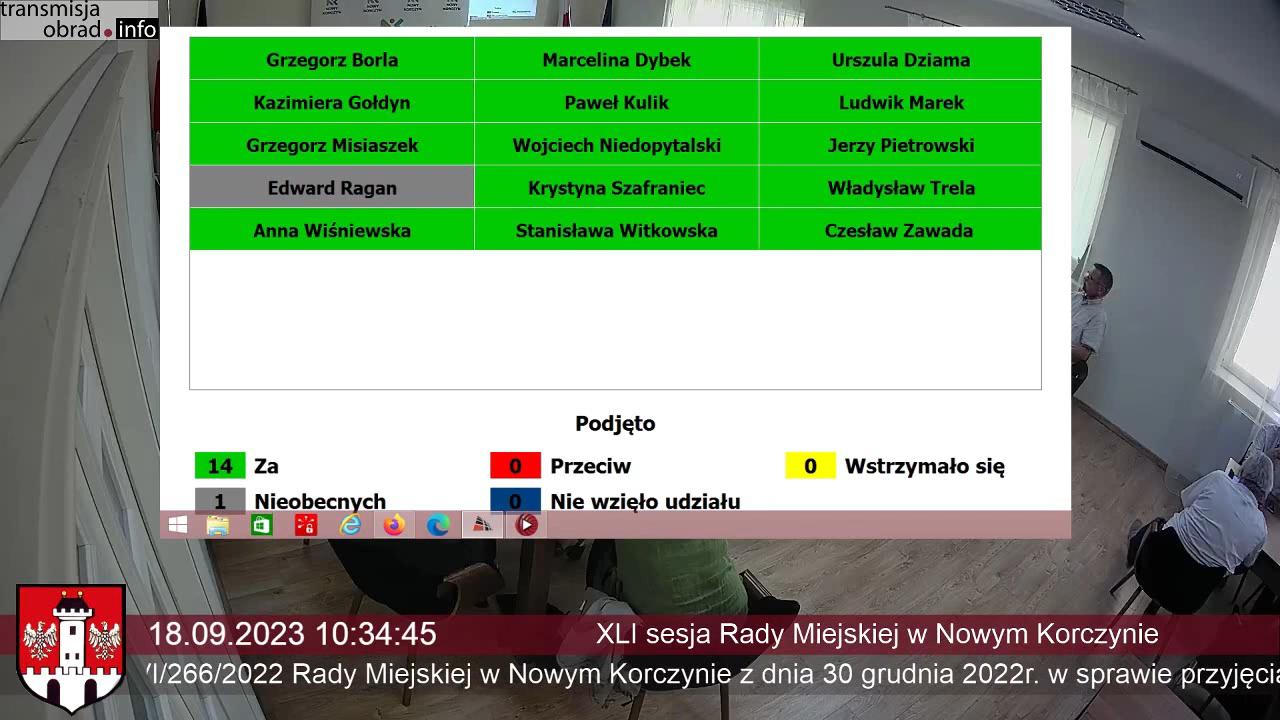 transmisja
obrad.info
NOWY KORCZYN
Grzegorz Borla Marcelina Dybek Urszula Dziama
Kazimiera Gołdyn Paweł Kulik Ludwik Marek
Grzegorz Misiaszek Wojciech Niedopytalski Jerzy Pietrowski
Edward Ragan Krystyna Szafraniec Władysław Trela
Anna Wiśniewska Stanisława Witkowska Czesław Zawada
Podjęto
14 Za 0 Przeciw 0 Wstrzymało się
1 Nieobecnych 0 Nie wzięło udziału
18.09.2023 10:34:45 XLI sesja Rady Miejskiej w Nowym Korczynie
/I/266/2022 Rady Miejskiej w Nowym Korczynie z dnia 30 grudnia 2022r. w sprawie przyjęcia